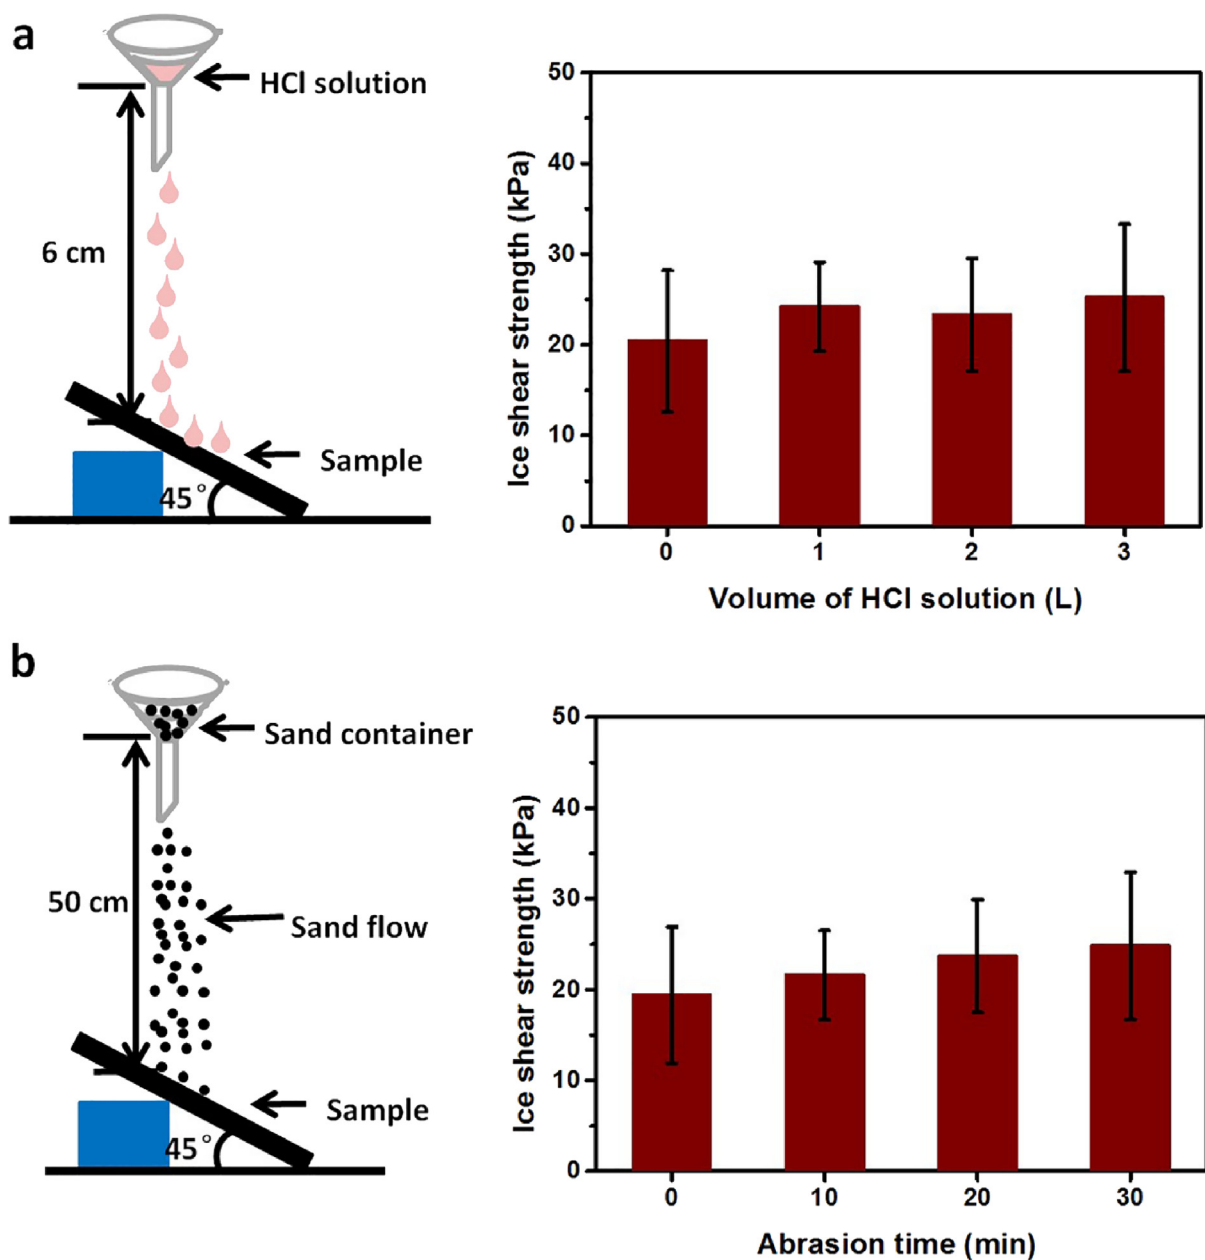 a
HCl solution
6 cm
Sample
45°
Ice shear strength (kPa)
50
40
30
20
10
0
0 1 2 3
Volume of HCl solution (L)
b
Sand container
50 cm
Sand flow
Sample
45°
Ice shear strength (kPa)
50
40
30
20
10
0
0 10 20 30
Abrasion time (min)